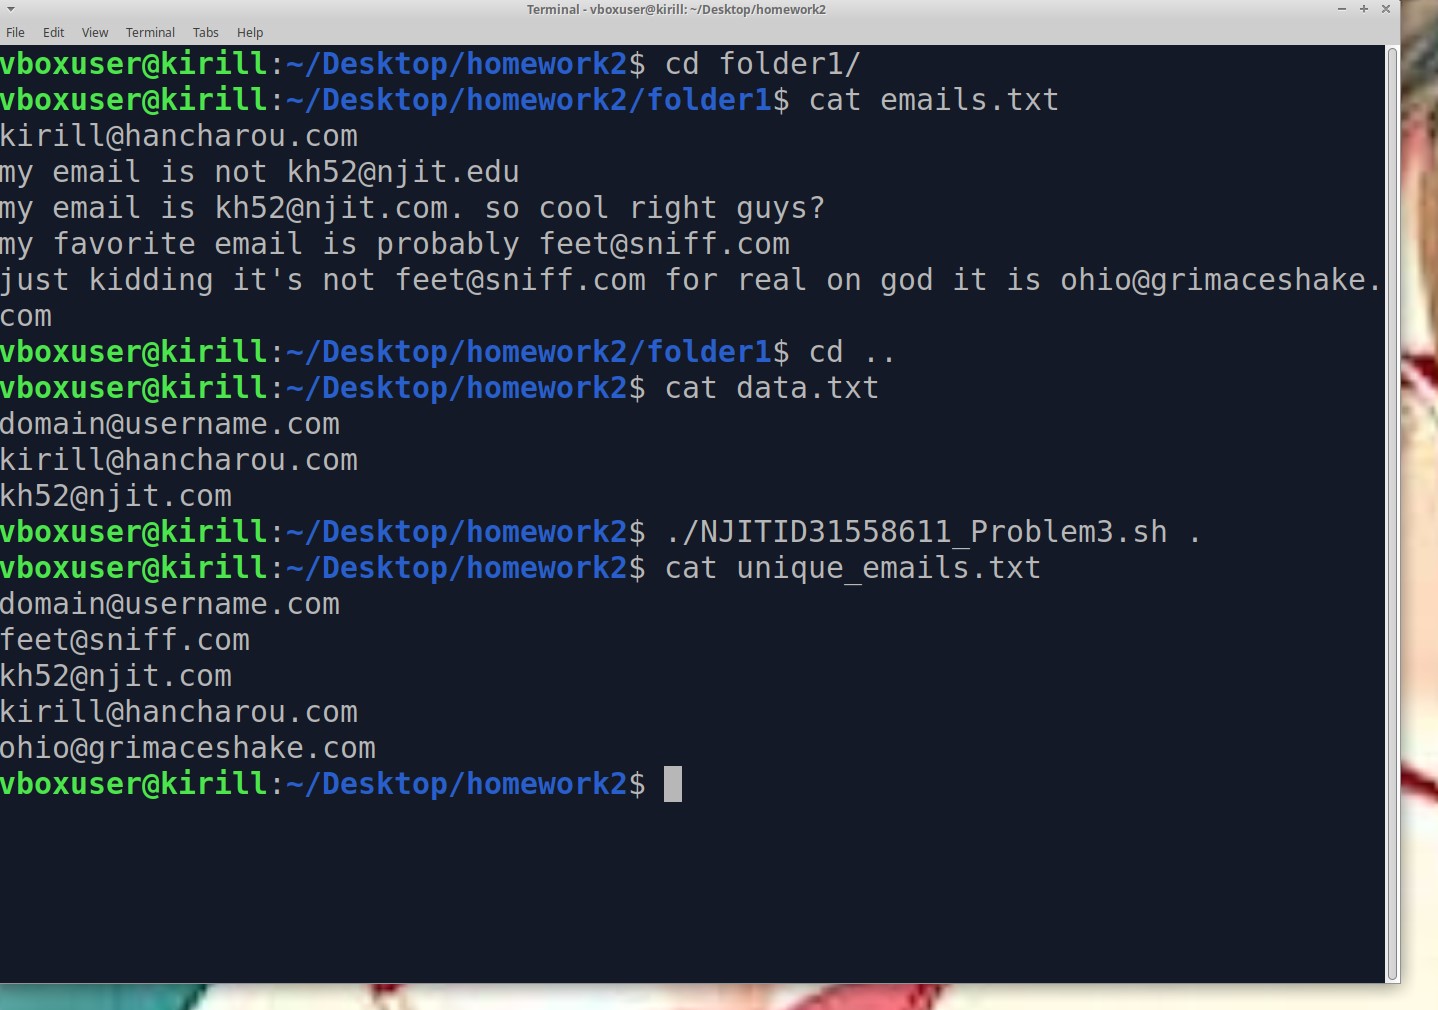 Terminal - vboxuser@kirill: ~/Desktop/homework2
File Edit View Terminal Tabs Help
vboxuser@kirill:~/Desktop/homework2$ cd folder1/
vboxuser@kirill:~/Desktop/homework2/folder1$ cat emails.txt
kirill@hancharou.com
my email is not kh52@njit.edu
my email is kh52@njit.com. so cool right guys?
my favorite email is probably feet@sniff.com
just kidding it's not feet@sniff.com for real on god it is ohio@grimaceshake.
com
vboxuser@kirill:~/Desktop/homework2/folder1$ cd ..
vboxuser@kirill:~/Desktop/homework2$ cat data.txt
domain@username.com
kirill@hancharou.com
kh52@njit.com
vboxuser@kirill:~/Desktop/homework2$ ./NJITID31558611_Problem3.sh .
vboxuser@kirill:~/Desktop/homework2$ cat unique_emails.txt
domain@username.com
feet@sniff.com
kh52@njit.com
kirill@hancharou.com
ohio@grimaceshake.com
vboxuser@kirill:~/Desktop/homework2$